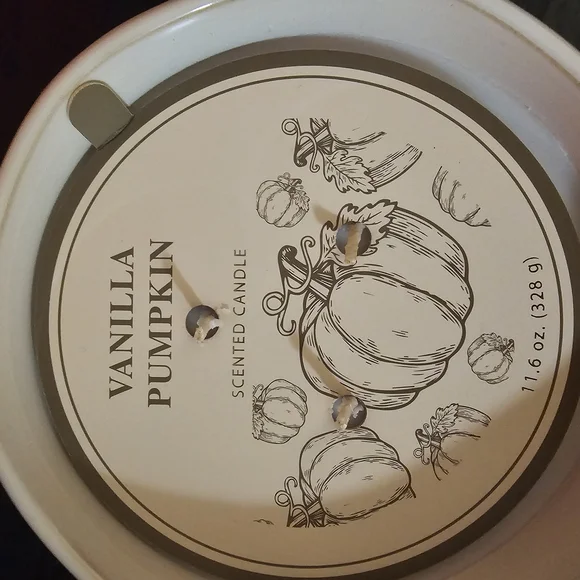 VANILLA
PUMPKIN
SCENTED CANDLE
11.6 oz. (328 g)